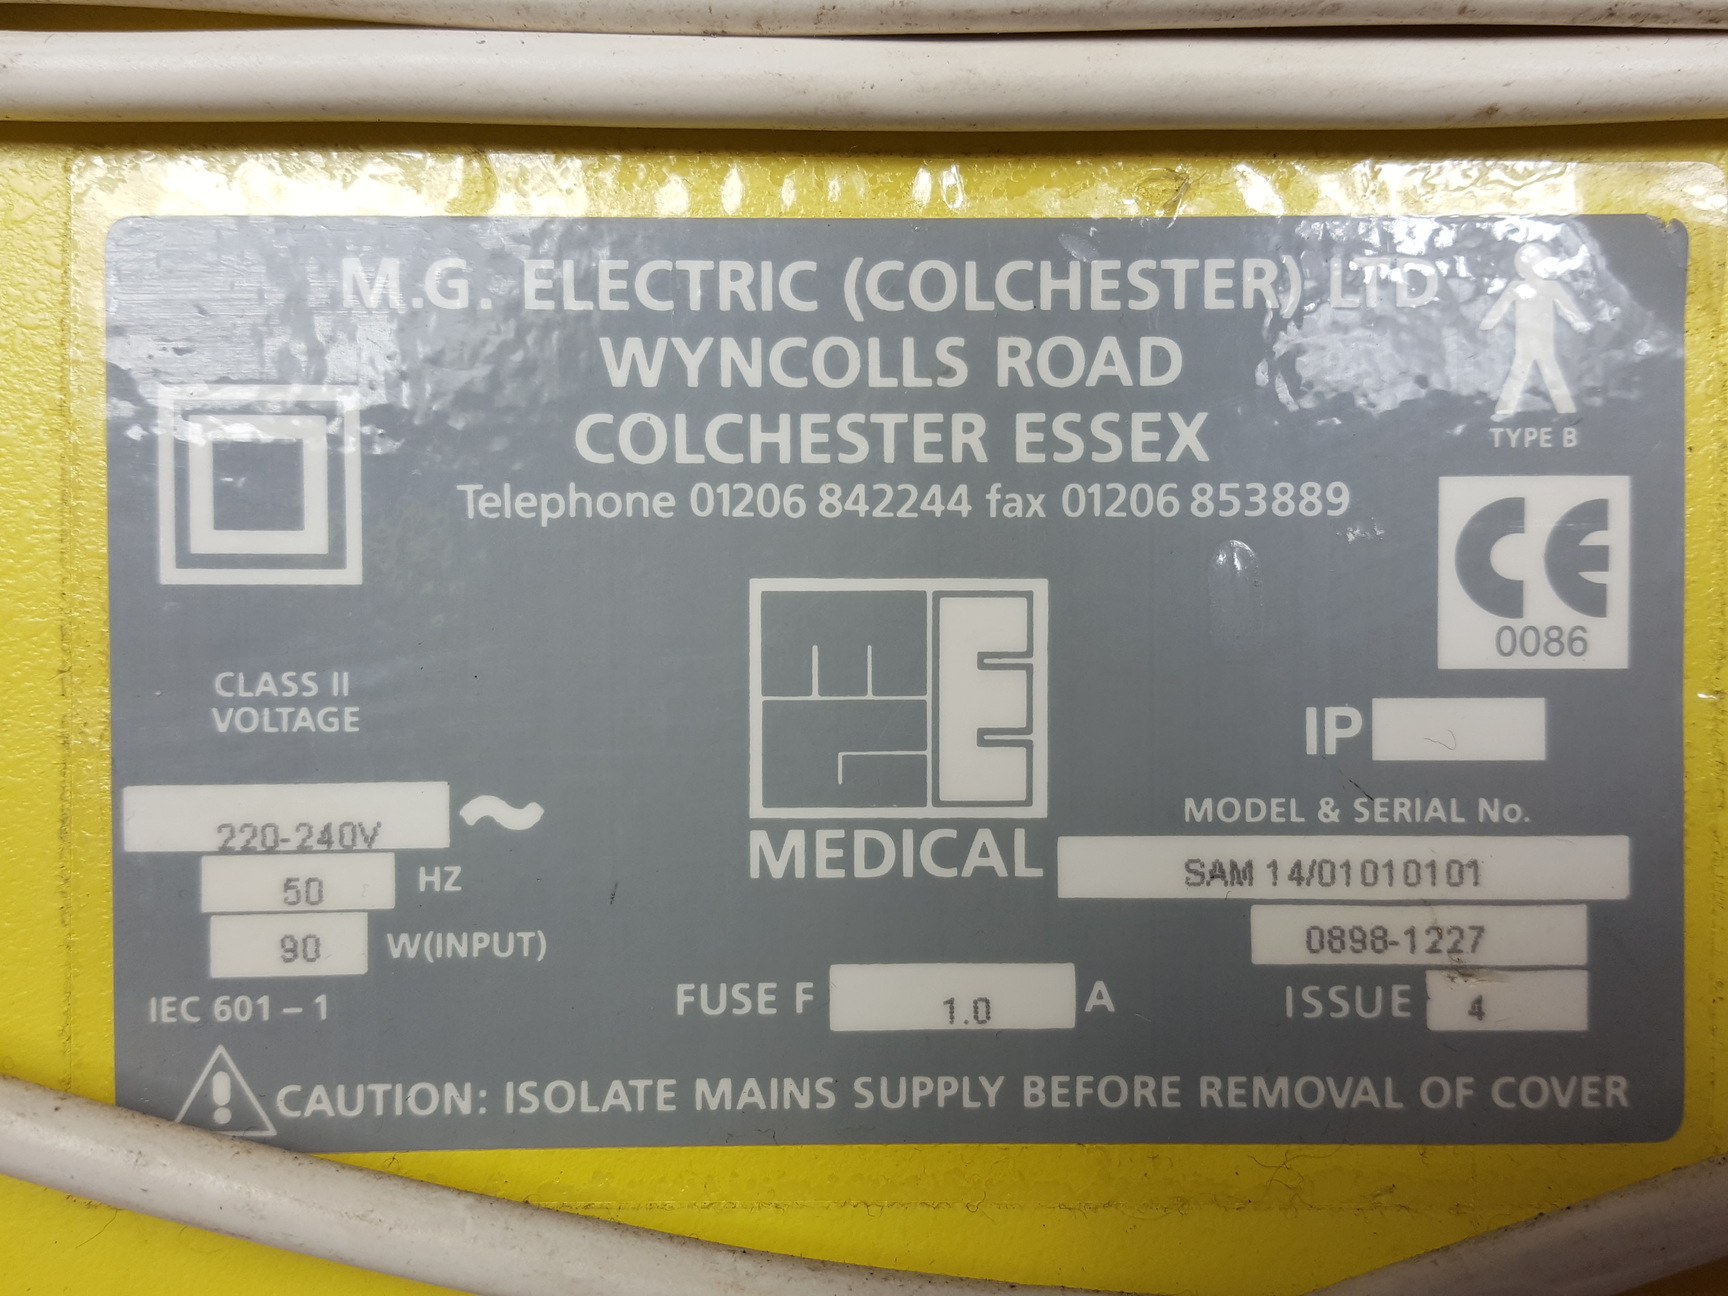 M.G. ELECTRIC (COLCHESTER) LTD
WYNCOLLS ROAD
COLCHESTER ESSEX
Telephone 01206 842244 fax 01206 853889
TYPE B
CE
0086
CLASS II
VOLTAGE
220-240V
50 HZ
90 W(INPUT)
IEC 601 – 1
MEDICAL
FUSE F 1.0 A
IP
MODEL & SERIAL No.
SAM 14/01010101
0898-1227
ISSUE 4
CAUTION: ISOLATE MAINS SUPPLY BEFORE REMOVAL OF COVER